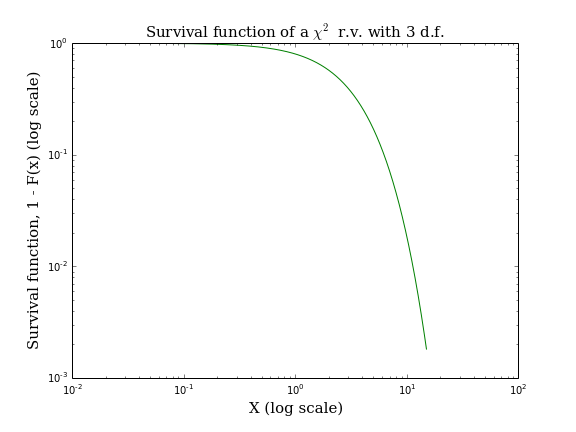 Survival function of a χ² r.v. with 3 d.f.
10⁰
10⁻¹
10⁻²
10⁻³
Survival function, 1 - F(x) (log scale)
10⁻² 10⁻¹ 10⁰ 10¹ 10²
X (log scale)